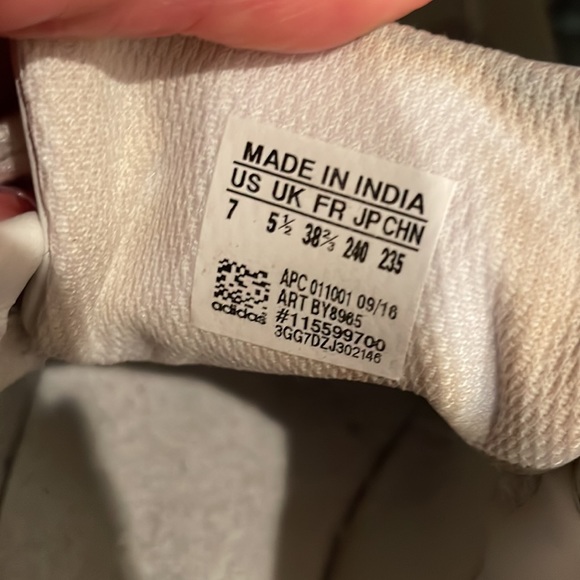 MADE IN INDIA
US UK FR JP CHN
7 5½ 38⅔ 240 235
APC 011001 09/16
ART BY8965
#115599700
adidas 3GG7DZJ302146